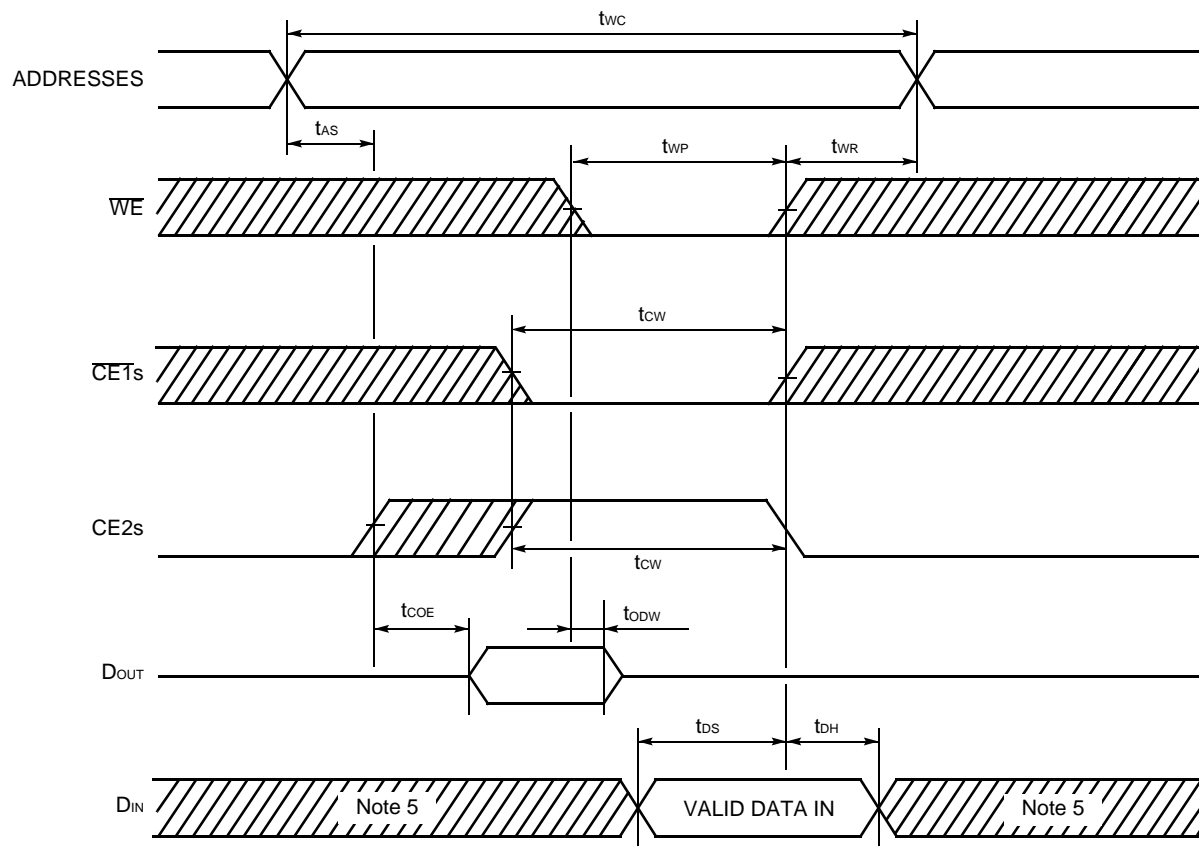 tWC
ADDRESSES
tAS
tWP
tWR
WE
tCW
CE1s
CE2s
tCW
tCOE
tODW
DOUT
tDS
tDH
DIN
Note 5
VALID DATA IN
Note 5